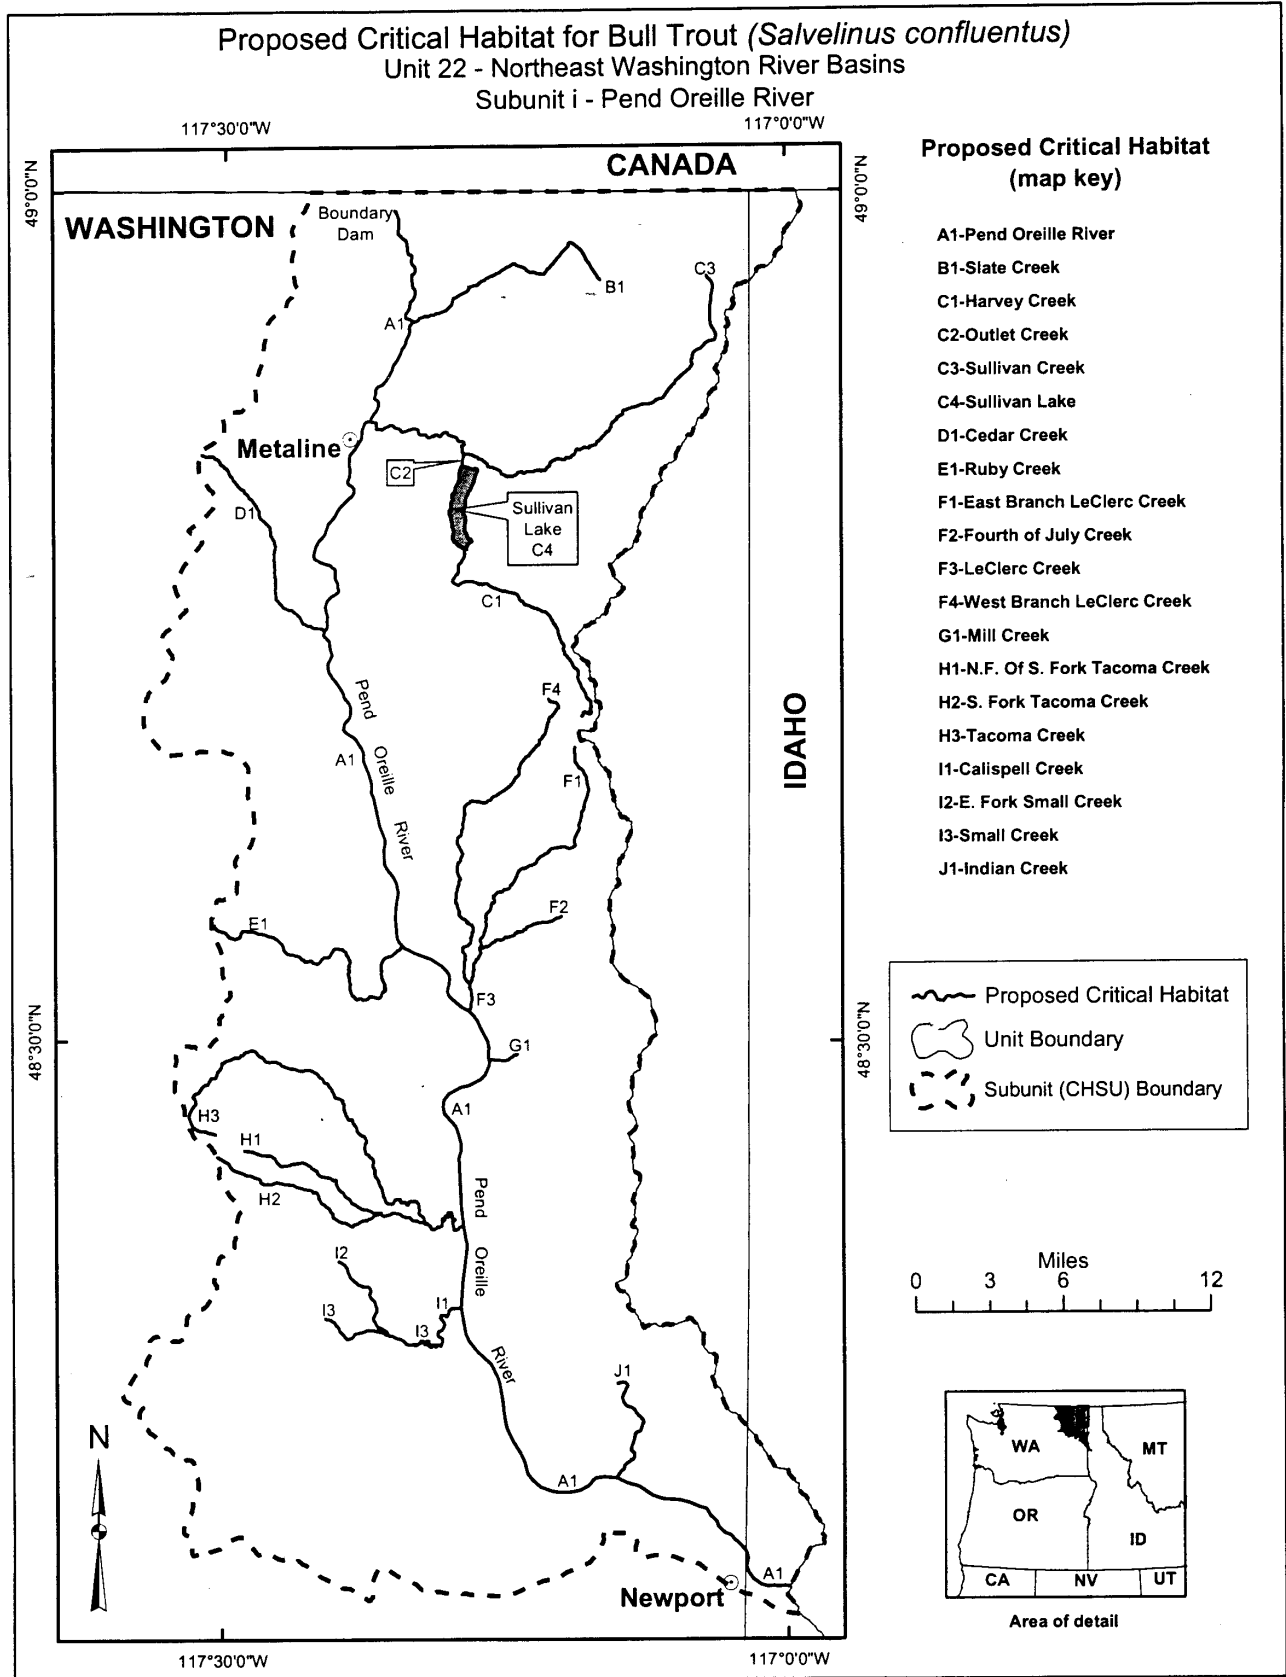 Proposed Critical Habitat for Bull Trout (Salvelinus confluentus)
Unit 22 - Northeast Washington River Basins
Subunit i - Pend Oreille River
117°30'0"W
117°0'0"W
49°0'0"N
49°0'0"N
CANADA
WASHINGTON
Boundary
Dam
B1
C3
A1
Metaline
C2
Sullivan
Lake
C4
D1
C1
F4
Pend
Oreille
River
A1
F1
IDAHO
F2
E1
F3
G1
48°30'0"N
48°30'0"N
A1
H3
H1
H2
Pend
Oreille
River
I2
I3
I1
I3
J1
A1
N
Newport
A1
117°30'0"W
117°0'0"W
Proposed Critical Habitat
(map key)
A1-Pend Oreille River
B1-Slate Creek
C1-Harvey Creek
C2-Outlet Creek
C3-Sullivan Creek
C4-Sullivan Lake
D1-Cedar Creek
E1-Ruby Creek
F1-East Branch LeClerc Creek
F2-Fourth of July Creek
F3-LeClerc Creek
F4-West Branch LeClerc Creek
G1-Mill Creek
H1-N.F. Of S. Fork Tacoma Creek
H2-S. Fork Tacoma Creek
H3-Tacoma Creek
I1-Calispell Creek
I2-E. Fork Small Creek
I3-Small Creek
J1-Indian Creek
Proposed Critical Habitat
Unit Boundary
Subunit (CHSU) Boundary
Miles
0 3 6 12
WA
MT
OR
ID
CA
NV
UT
Area of detail